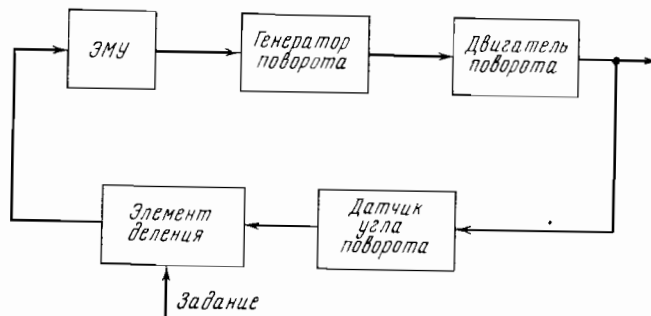 ЭМУ
Генератор
поворота
Двигатель
поворота
Элемент
деления
Датчик
угла
поворота
Задание